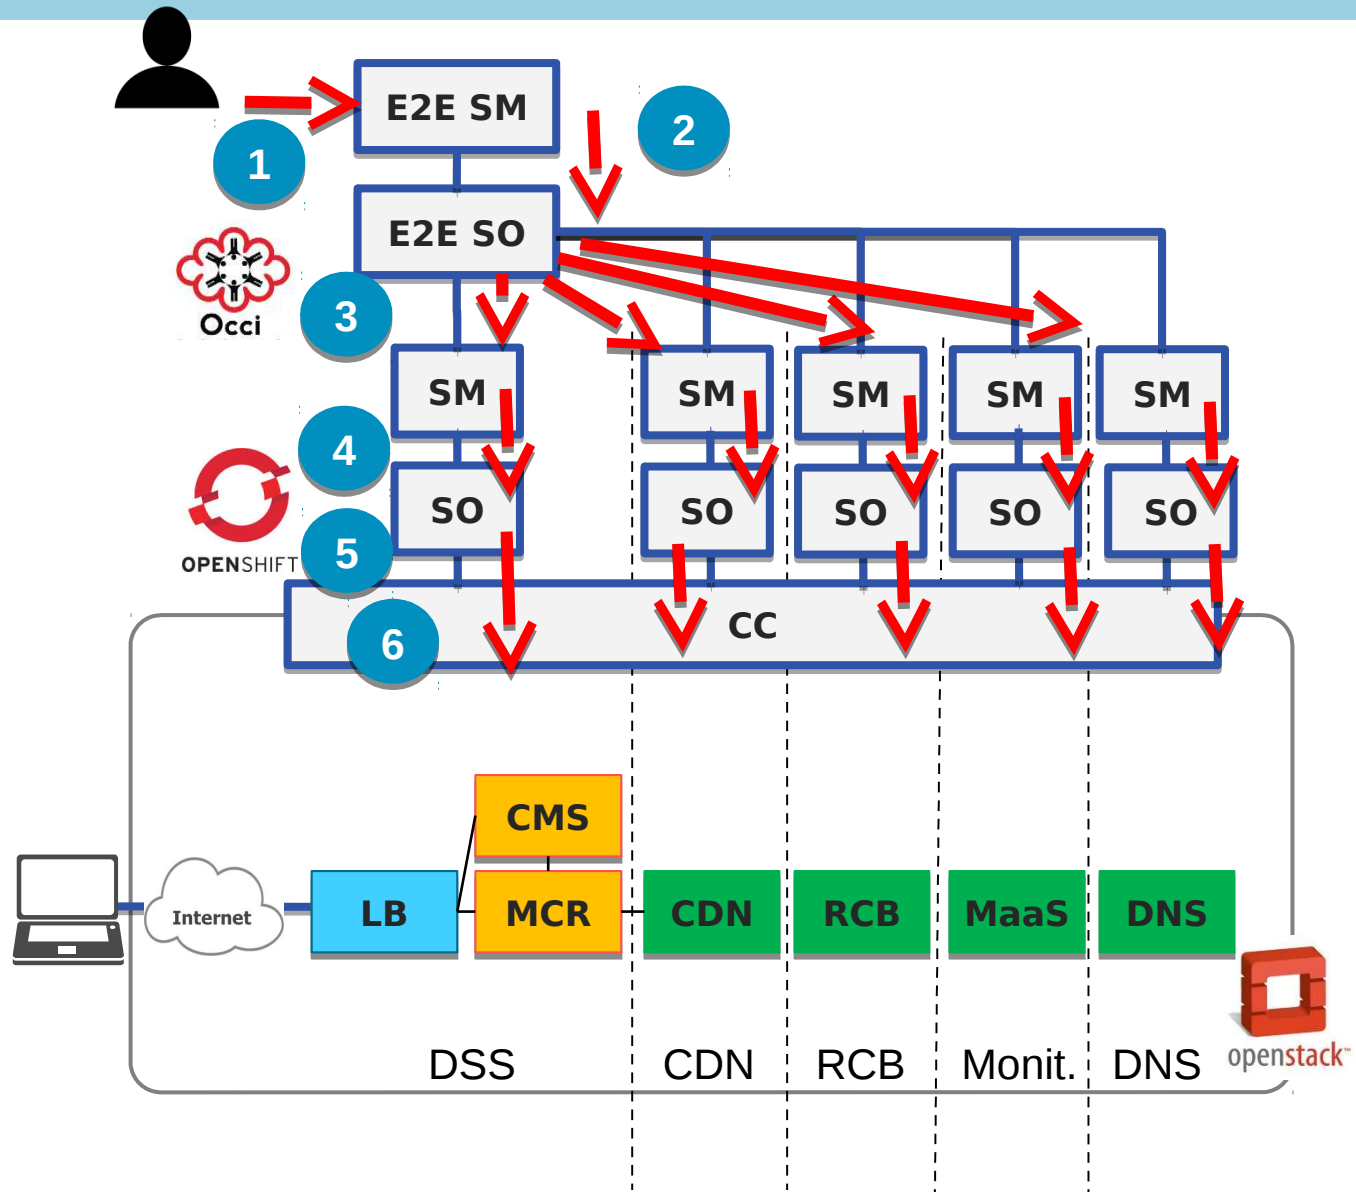 E2E SM
2
1
E2E SO
Occi
3
SM SM SM SM SM
4
SO SO SO SO SO
OPENSHIFT
5
CC
6
CMS
Internet
LB MCR CDN RCB MaaS DNS
openstack™
DSS CDN RCB Monit. DNS